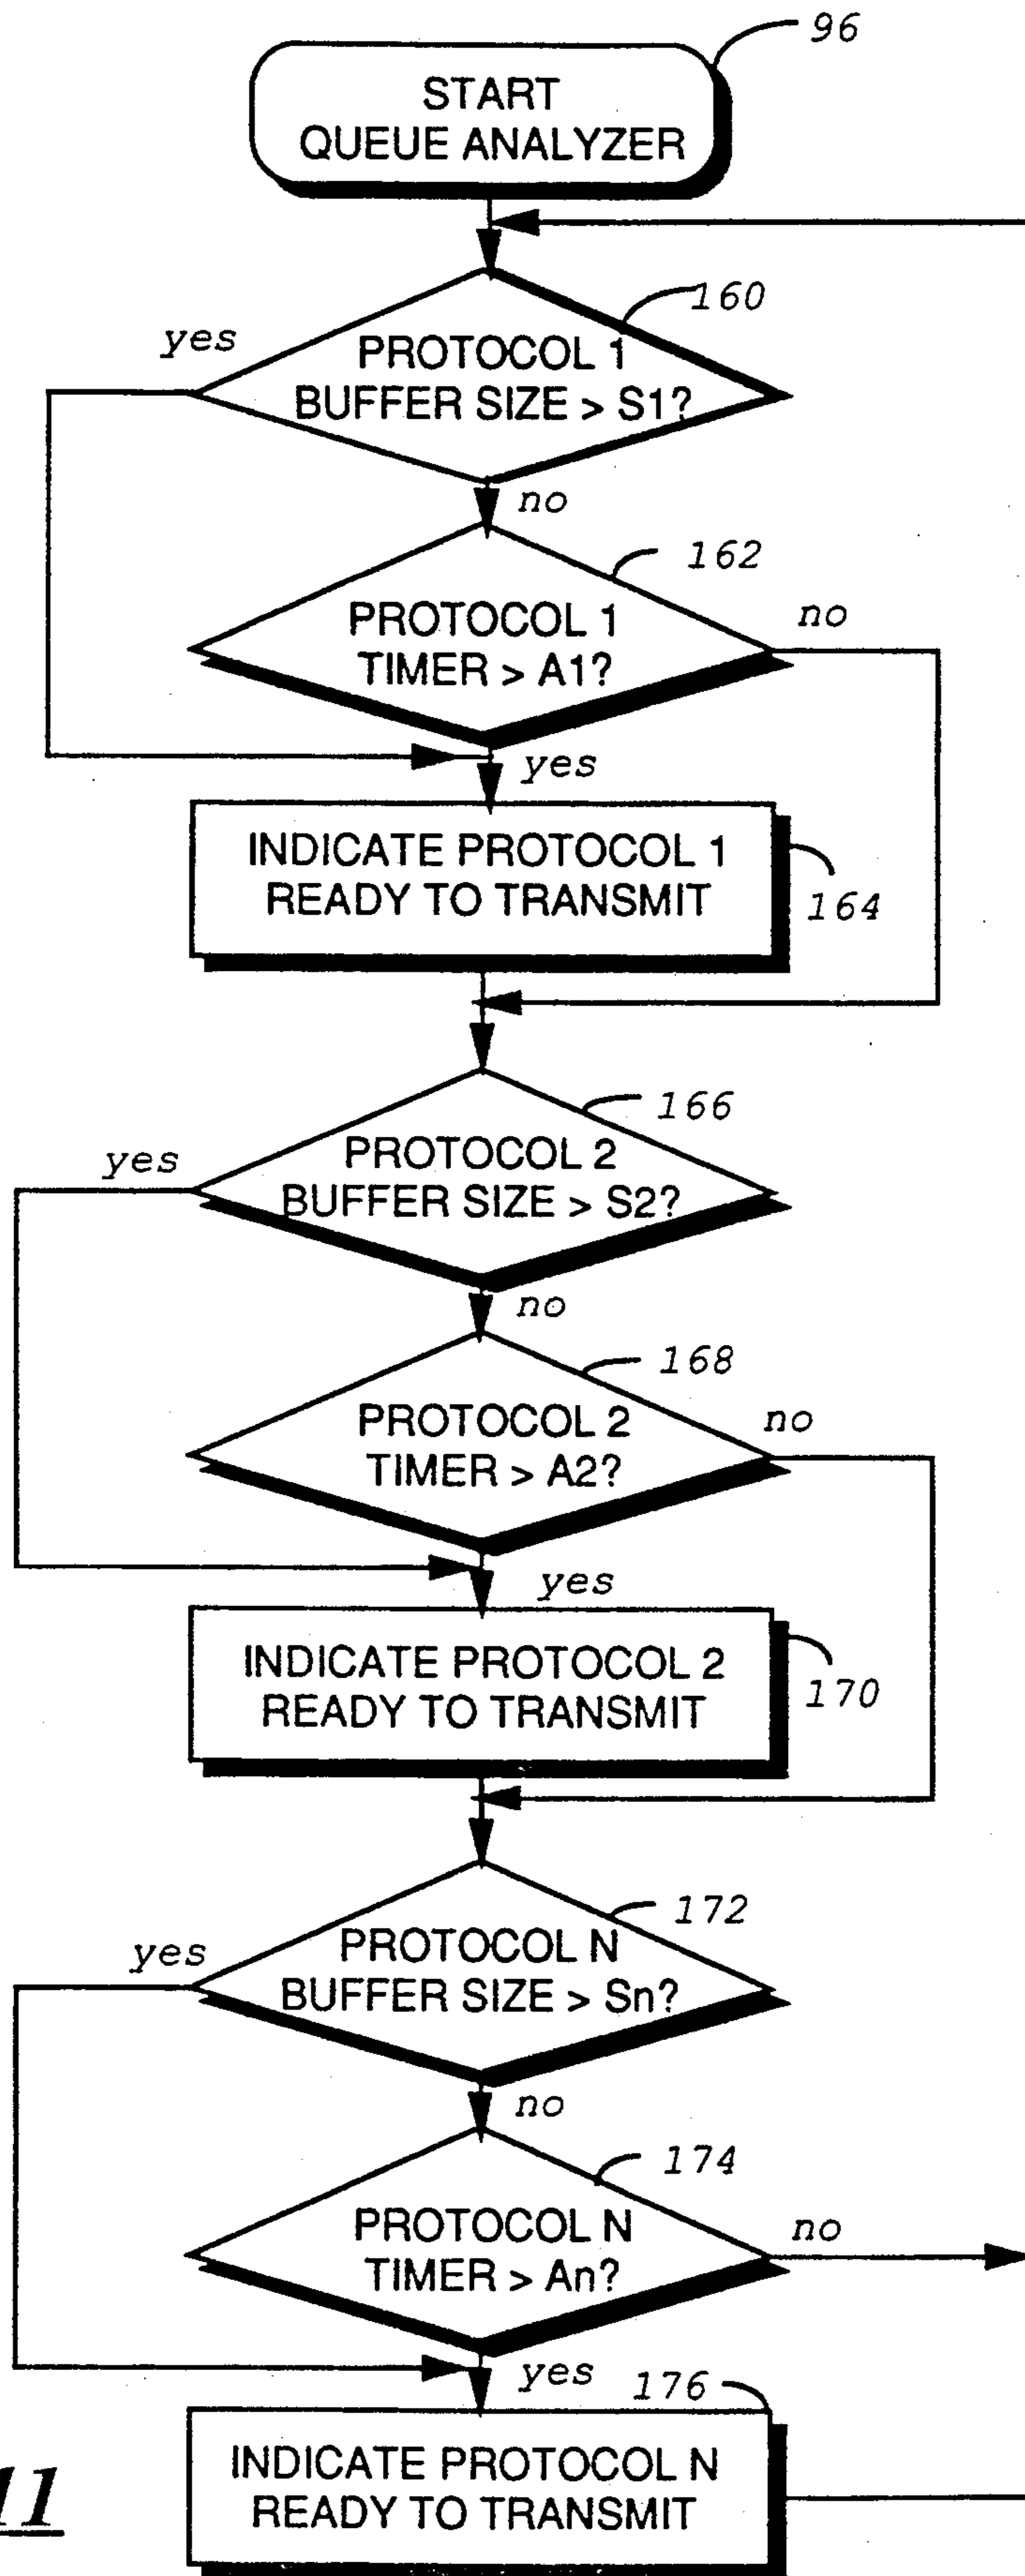 96
START
QUEUE ANALYZER
160
yes
PROTOCOL 1
BUFFER SIZE > S1?
no
162
no
PROTOCOL 1
TIMER > A1?
yes
INDICATE PROTOCOL 1
READY TO TRANSMIT
164
166
yes
PROTOCOL 2
BUFFER SIZE > S2?
no
168
no
PROTOCOL 2
TIMER > A2?
yes
INDICATE PROTOCOL 2
READY TO TRANSMIT
170
172
yes
PROTOCOL N
BUFFER SIZE > Sn?
no
174
no
PROTOCOL N
TIMER > An?
yes
176
INDICATE PROTOCOL N
READY TO TRANSMIT
11